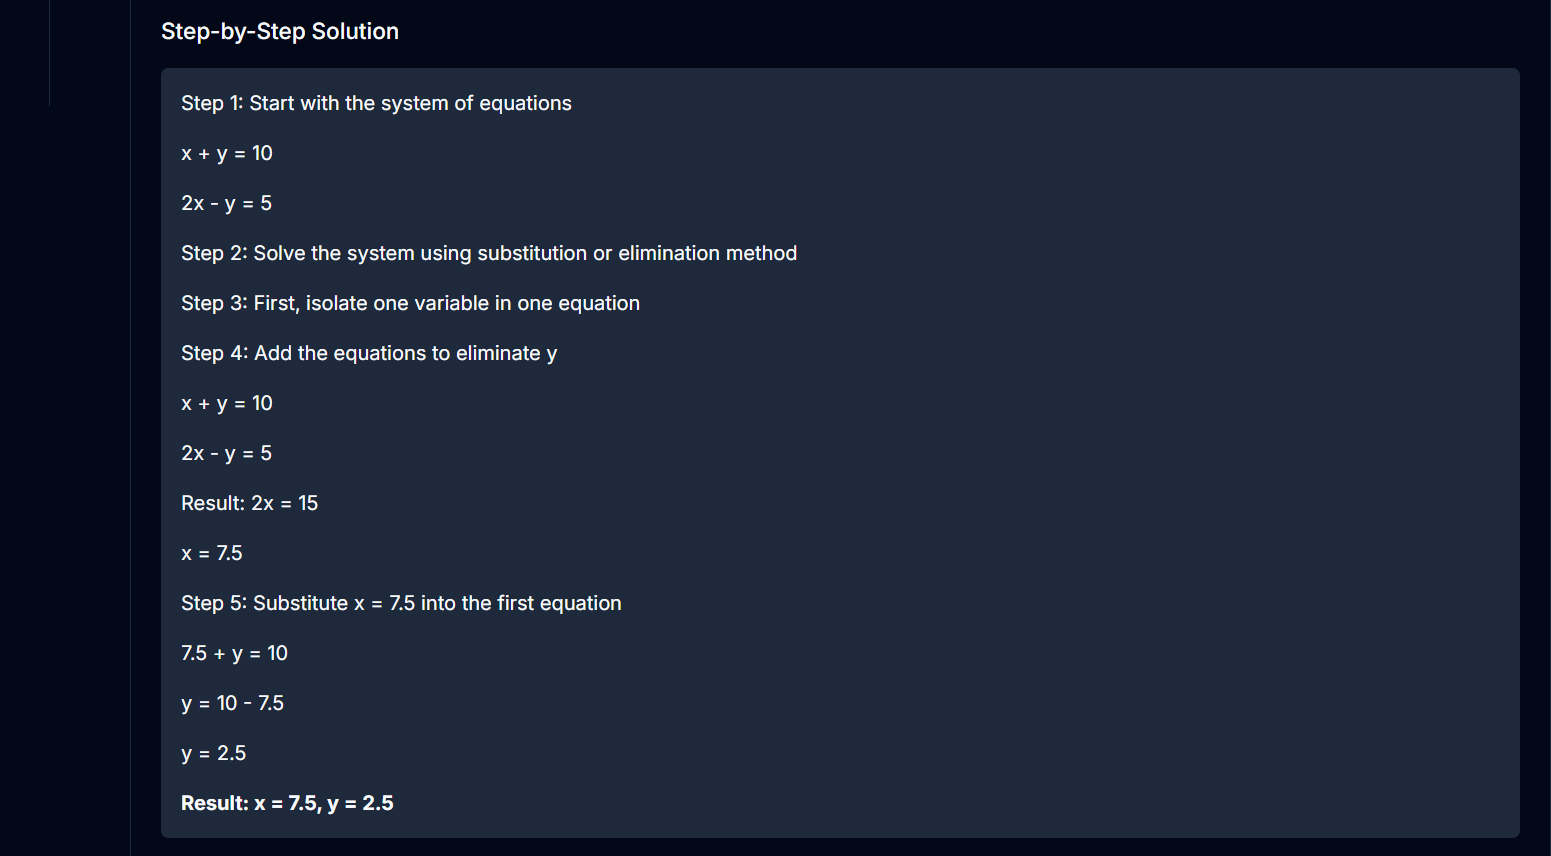 Step-by-Step Solution
Step 1: Start with the system of equations
x + y = 10
2x - y = 5
Step 2: Solve the system using substitution or elimination method
Step 3: First, isolate one variable in one equation
Step 4: Add the equations to eliminate y
x + y = 10
2x - y = 5
Result: 2x = 15
x = 7.5
Step 5: Substitute x = 7.5 into the first equation
7.5 + y = 10
y = 10 - 7.5
y = 2.5
Result: x = 7.5, y = 2.5